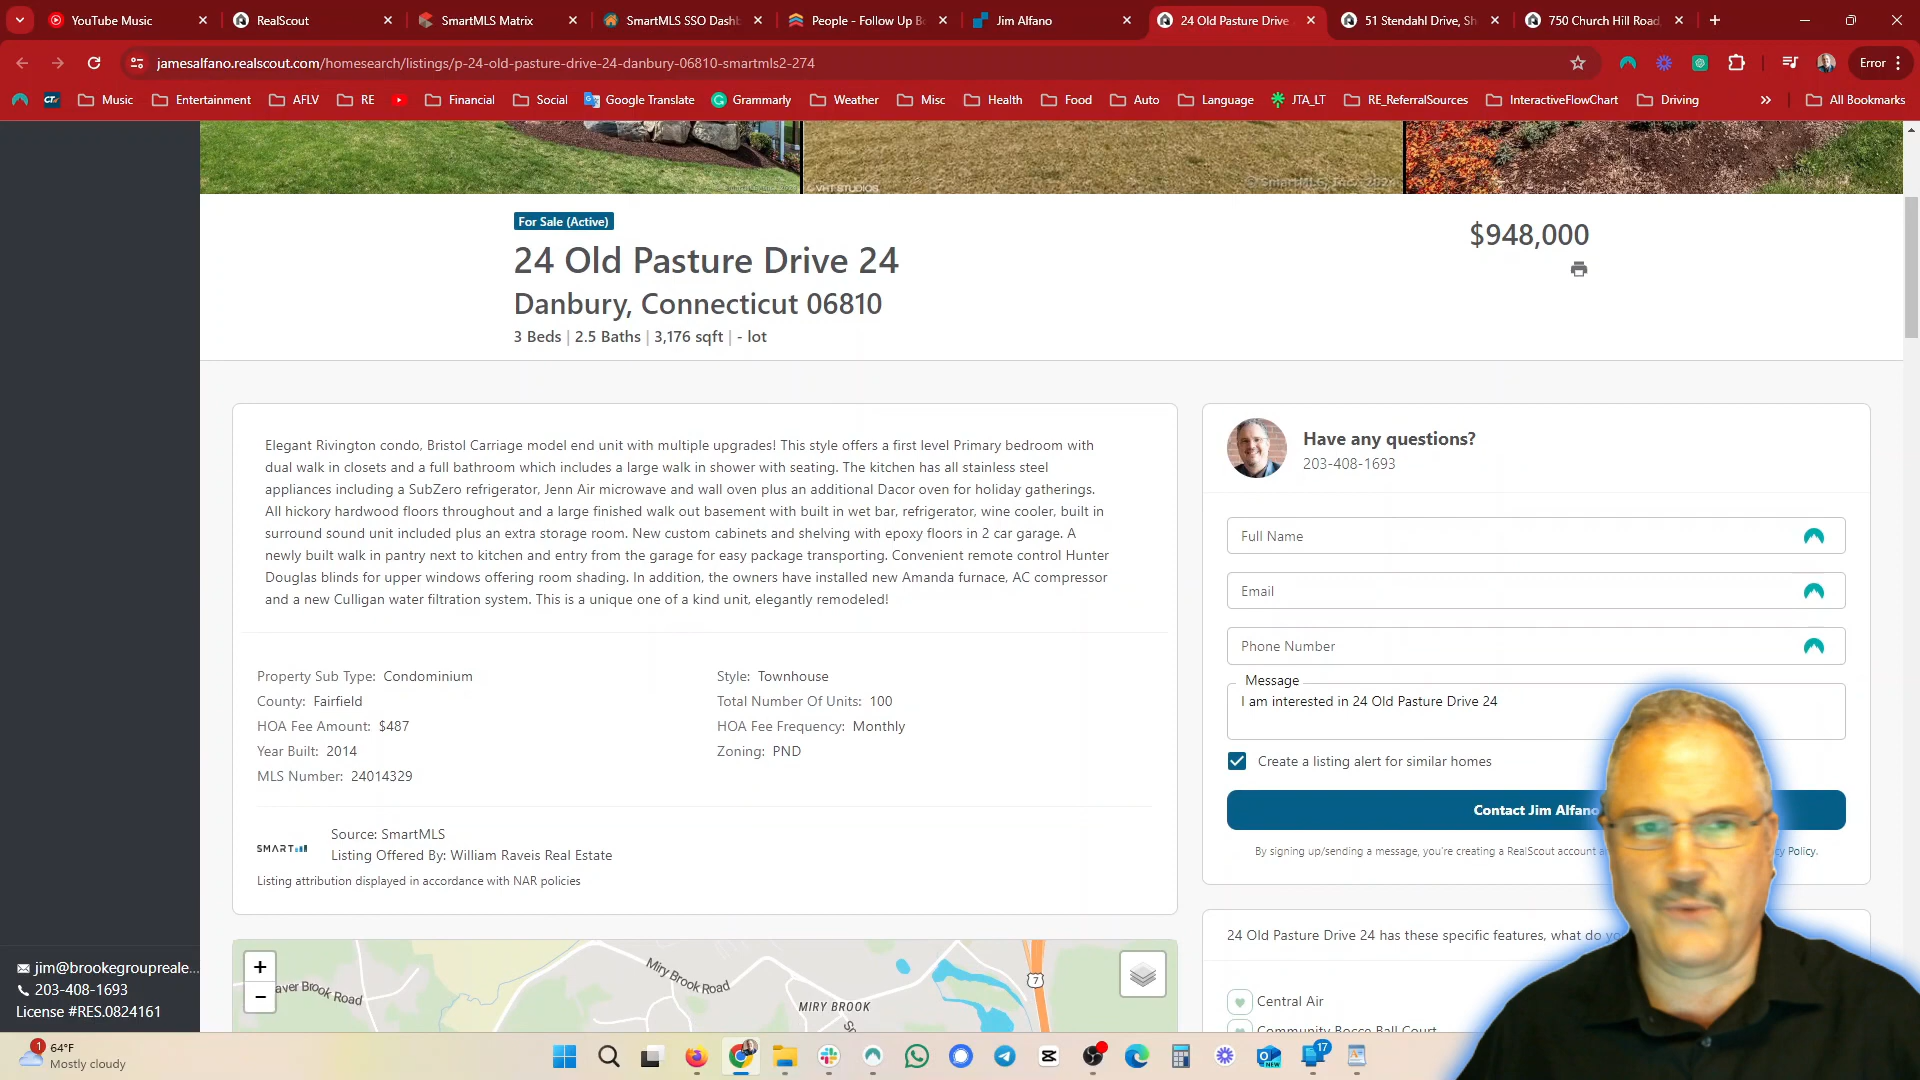 YouTube Music
RealScout
SmartMLS Matrix
SmartMLS SSO Dashb
People - Follow Up B
Jim Alfano
24 Old Pasture Drive
51 Stendahl Drive, Sh
750 Church Hill Road,
jamesalfano.realscout.com/homesearch/listings/p-24-old-pasture-drive-24-danbury-06810-smartmls2-274
Error
Music
Entertainment
AFLV
RE
Financial
Social
Google Translate
Grammarly
Weather
Misc
Health
Food
Auto
Language
JTA_LT
RE_ReferralSources
InteractiveFlowChart
Driving
All Bookmarks
VHT STUDIOS
© SmartMLS, Inc. 2024
For Sale (Active)
24 Old Pasture Drive 24
$948,000
Danbury, Connecticut 06810
3 Beds | 2.5 Baths | 3,176 sqft | - lot
Elegant Rivington condo, Bristol Carriage model end unit with multiple upgrades! This style offers a first level Primary bedroom with
dual walk in closets and a full bathroom which includes a large walk in shower with seating. The kitchen has all stainless steel
appliances including a SubZero refrigerator, Jenn Air microwave and wall oven plus an additional Dacor oven for holiday gatherings.
All hickory hardwood floors throughout and a large finished walk out basement with built in wet bar, refrigerator, wine cooler, built in
surround sound unit included plus an extra storage room. New custom cabinets and shelving with epoxy floors in 2 car garage. A
newly built walk in pantry next to kitchen and entry from the garage for easy package transporting. Convenient remote control Hunter
Douglas blinds for upper windows offering room shading. In addition, the owners have installed new Amanda furnace, AC compressor
and a new Culligan water filtration system. This is a unique one of a kind unit, elegantly remodeled!
Property Sub Type: Condominium
Style: Townhouse
County: Fairfield
Total Number Of Units: 100
HOA Fee Amount: $487
HOA Fee Frequency: Monthly
Year Built: 2014
Zoning: PND
MLS Number: 24014329
SMARTMLS
Source: SmartMLS
Listing Offered By: William Raveis Real Estate
Listing attribution displayed in accordance with NAR policies
Have any questions?
203-408-1693
Full Name
Email
Phone Number
Message
I am interested in 24 Old Pasture Drive 24
Create a listing alert for similar homes
Contact Jim Alfano
By signing up/sending a message, you're creating a RealScout account
Policy.
24 Old Pasture Drive 24 has these specific features, what do
Central Air
Community Bocce Ball Court
+
-
aver Brook Road
Miry Brook Road
MIRY BROOK
7
jim@brookegroupreale...
203-408-1693
License #RES.0824161
1
64°F
Mostly cloudy
NEW
17